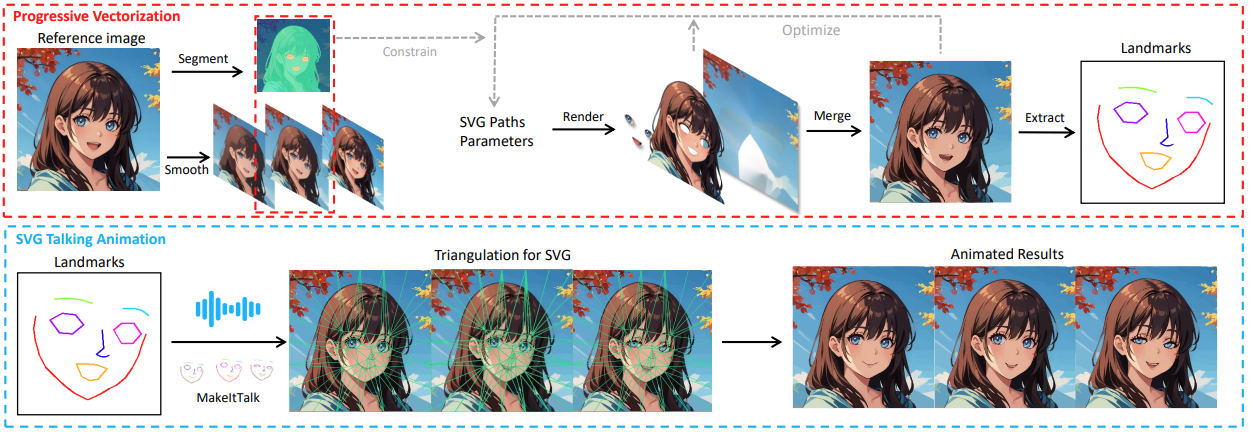 Progressive Vectorization
Reference image
Segment
Smooth
Constrain
Optimize
SVG Paths
Parameters
Render
Merge
Extract
Landmarks
SVG Talking Animation
Landmarks
MakeItTalk
Triangulation for SVG
Animated Results